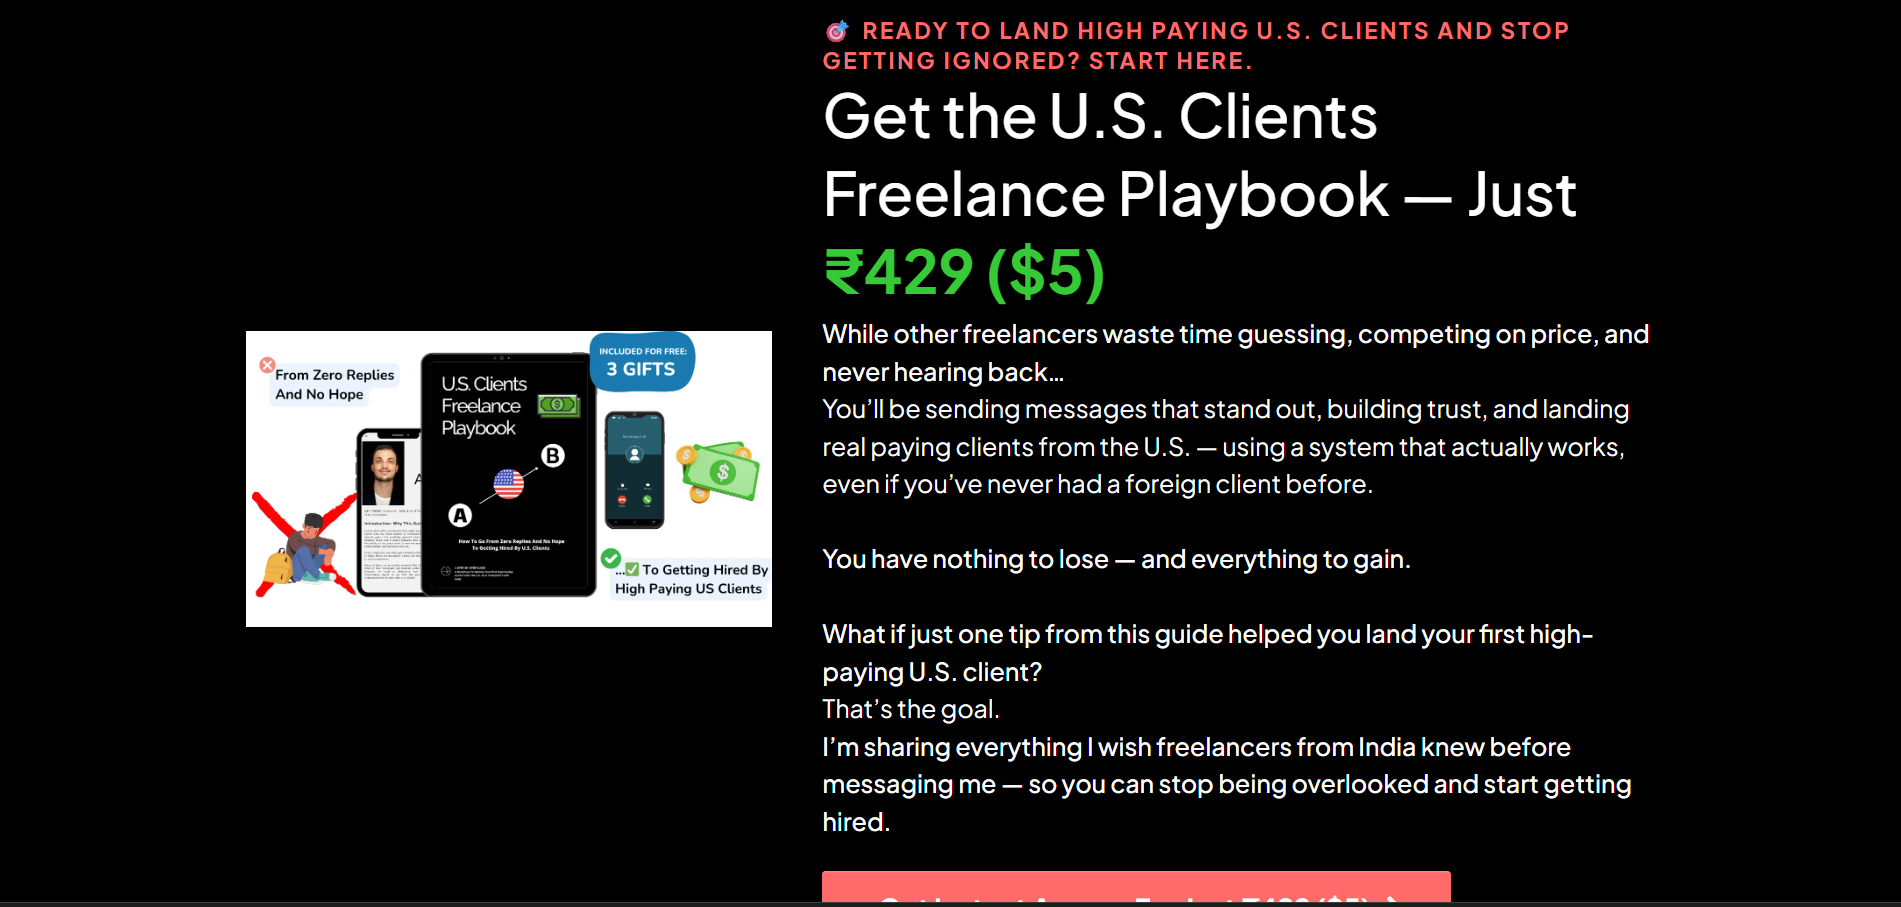 🎯 READY TO LAND HIGH PAYING U.S. CLIENTS AND STOP
GETTING IGNORED? START HERE.
Get the U.S. Clients
Freelance Playbook — Just
₹429 ($5)
While other freelancers waste time guessing, competing on price, and
never hearing back...
You'll be sending messages that stand out, building trust, and landing
real paying clients from the U.S. — using a system that actually works,
even if you've never had a foreign client before.
You have nothing to lose — and everything to gain.
What if just one tip from this guide helped you land your first high-
paying U.S. client?
That's the goal.
I'm sharing everything I wish freelancers from India knew before
messaging me — so you can stop being overlooked and start getting
hired.
From Zero Replies
And No Hope
INCLUDED FOR FREE:
3 GIFTS
U.S. Clients
Freelance
Playbook
B
A
How To Go From Zero Replies And No Hope
To Getting Hired By U.S. Clients
...✅ To Getting Hired By
High Paying US Clients